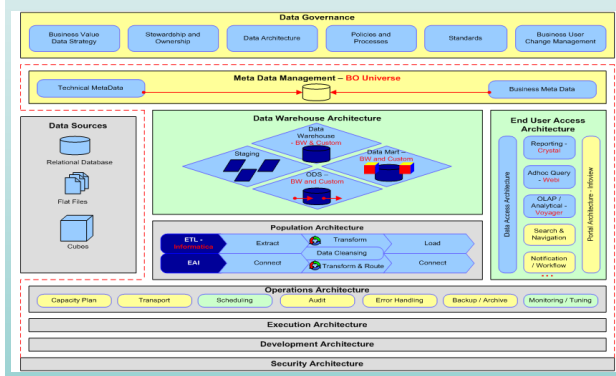 Data Governance
Business Value
Data Strategy
Stewardship and
Ownership
Data Architecture
Policies and
Processes
Standards
Business User
Change Management
Meta Data Management – BO Universe
Technical MetaData
Business Meta Data
Data Sources
Relational Database
Flat Files
Cubes
Data Warehouse Architecture
Data
Warehouse
- BW & Custom
Staging
Data Mart –
BW and Custom
ODS –
BW and Custom
End User Access
Architecture
Data Access Architecture
Reporting -
Crystal
Adhoc Query
- Webi
OLAP /
Analytical -
Voyager
Search &
Navigation
Notification
/ Workflow
...
Portal Architecture - Infoview
Population Architecture
ETL -
Informatica
Extract
Transform
Load
Data Cleansing
EAI
Connect
Transform & Route
Connect
Operations Architecture
Capacity Plan
Transport
Scheduling
Audit
Error Handling
Backup / Archive
Monitoring / Tuning
Execution Architecture
Development Architecture
Security Architecture